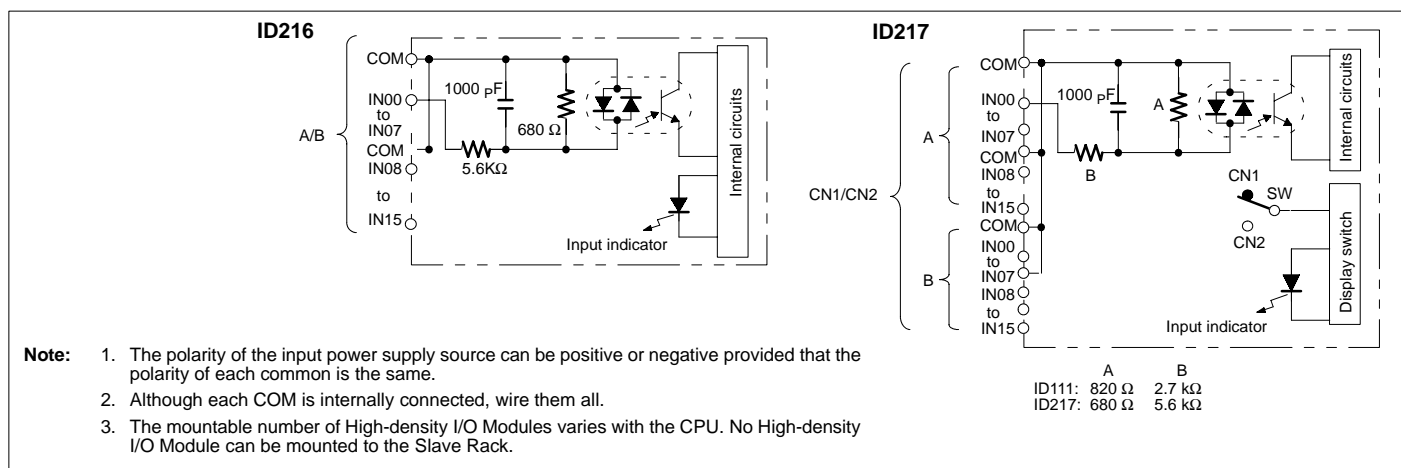 ID216
A/B
COM
IN00
to
IN07
COM
IN08
to
IN15
1000 PF
680 Ω
5.6KΩ
Input indicator
Internal circuits
ID217
CN1/CN2
A
B
COM
IN00
to
IN07
COM
IN08
to
IN15
COM
IN00
to
IN07
IN08
to
IN15
1000 PF
A
B
Internal circuits
CN1
SW
CN2
Display switch
Input indicator
A B
ID111: 820 Ω 2.7 kΩ
ID217: 680 Ω 5.6 kΩ
Note: 1. The polarity of the input power supply source can be positive or negative provided that the
polarity of each common is the same.
2. Although each COM is internally connected, wire them all.
3. The mountable number of High-density I/O Modules varies with the CPU. No High-density
I/O Module can be mounted to the Slave Rack.